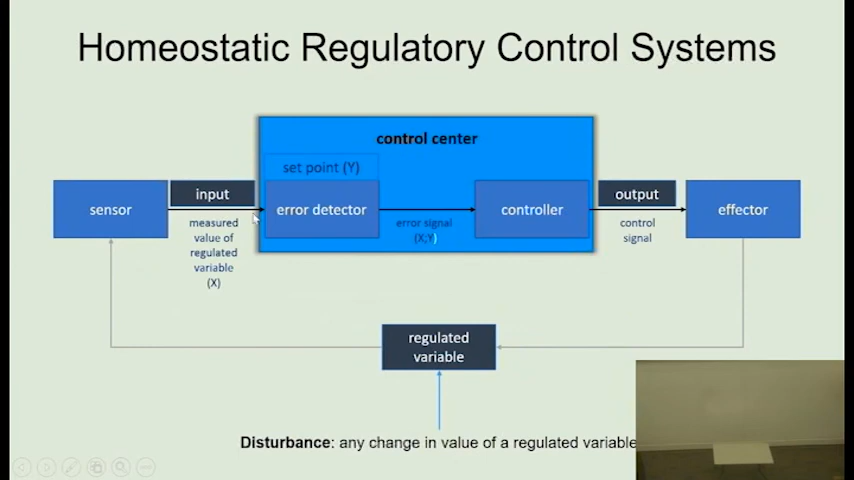 Homeostatic Regulatory Control Systems
control center
set point (Y)
sensor
input
error detector
controller
output
effector
measured
value of
regulated
variable
(X)
error signal
(X;Y)
control
signal
regulated
variable
Disturbance: any change in value of a regulated variable